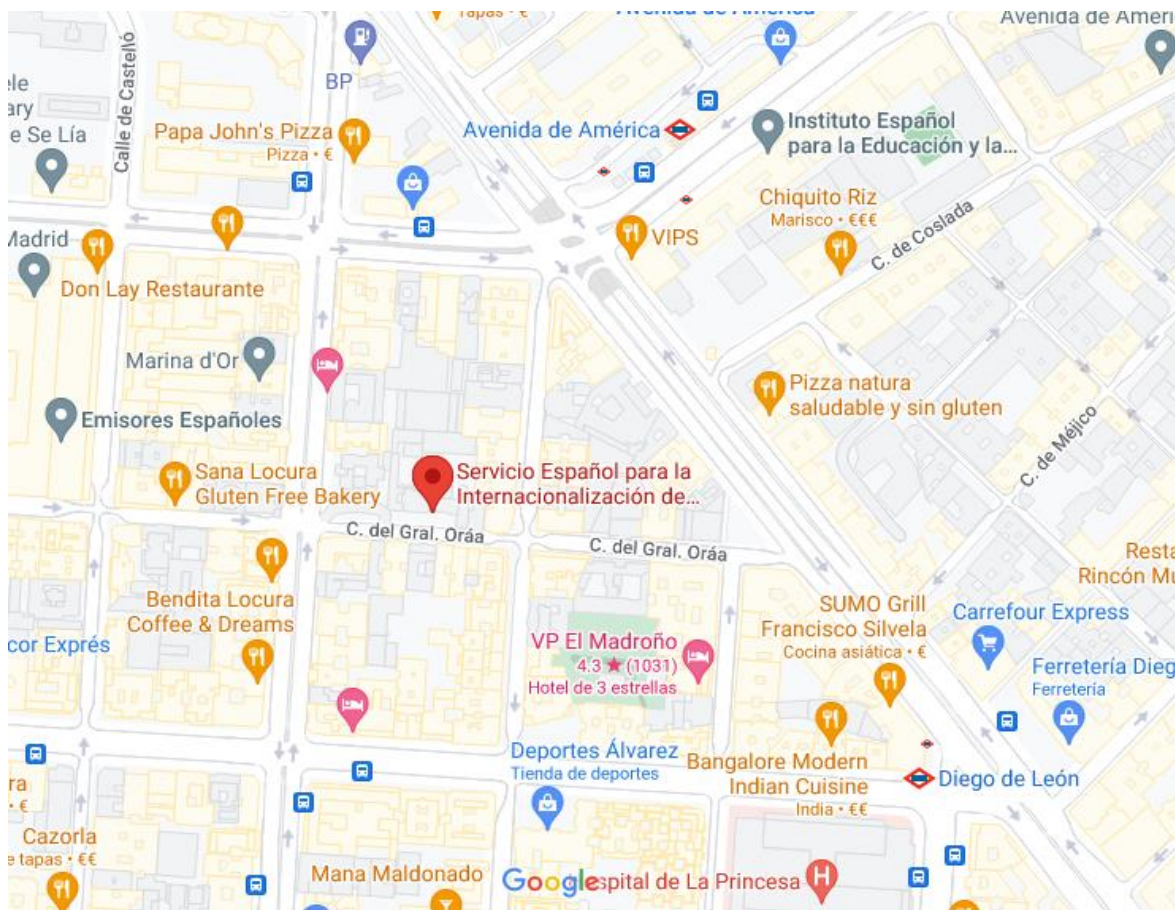 Tapas • €
Avenida de América
Avenida de Améri
BP
Calle de Castelló
ele
ary
e Se Lía
Papa John's Pizza
Pizza • €
Avenida de América
Instituto Español
para la Educación y la...
Chiquito Riz
Marisco • €€€
C. de Coslada
VIPS
Madrid
Don Lay Restaurante
Marina d'Or
Pizza natura
saludable y sin gluten
Emisores Españoles
C. de Méjico
Sana Locura
Gluten Free Bakery
Servicio Español para la
Internacionalización de...
C. del Gral. Oráa
C. del Gral. Oráa
Resta
Rincón Mu
Bendita Locura
Coffee & Dreams
SUMO Grill
Francisco Silvela
Cocina asiática • €
Carrefour Express
cor Exprés
VP El Madroño
4.3 ★ (1031)
Hotel de 3 estrellas
Ferretería Dieg
Ferretería
Deportes Álvarez
Tienda de deportes
Bangalore Modern
Indian Cuisine
India • €€
Diego de León
ra
• €
Cazorla
e tapas • €€
Mana Maldonado
Google
spital de La Princesa
H